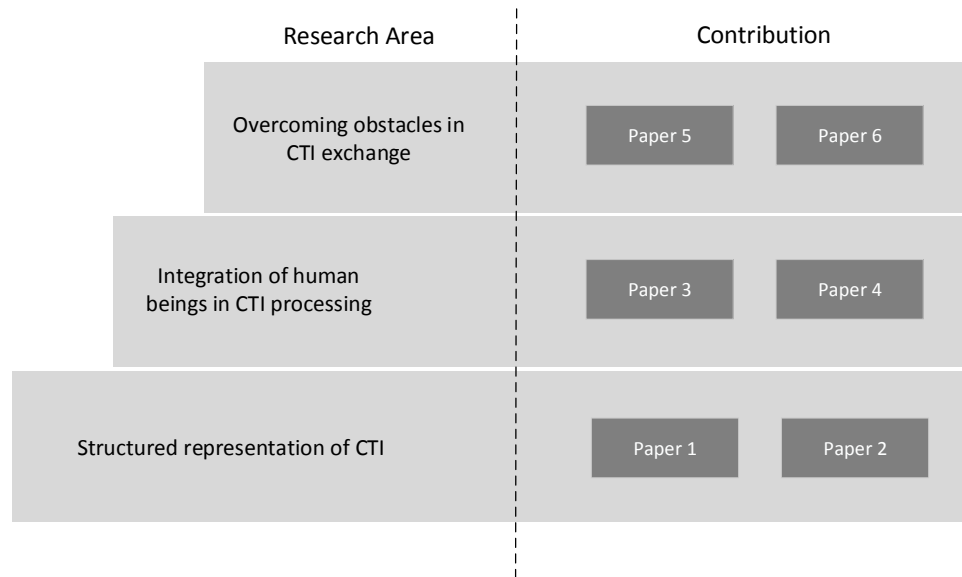 Research Area
Contribution
Overcoming obstacles in
CTI exchange
Paper 5
Paper 6
Integration of human
beings in CTI processing
Paper 3
Paper 4
Structured representation of CTI
Paper 1
Paper 2